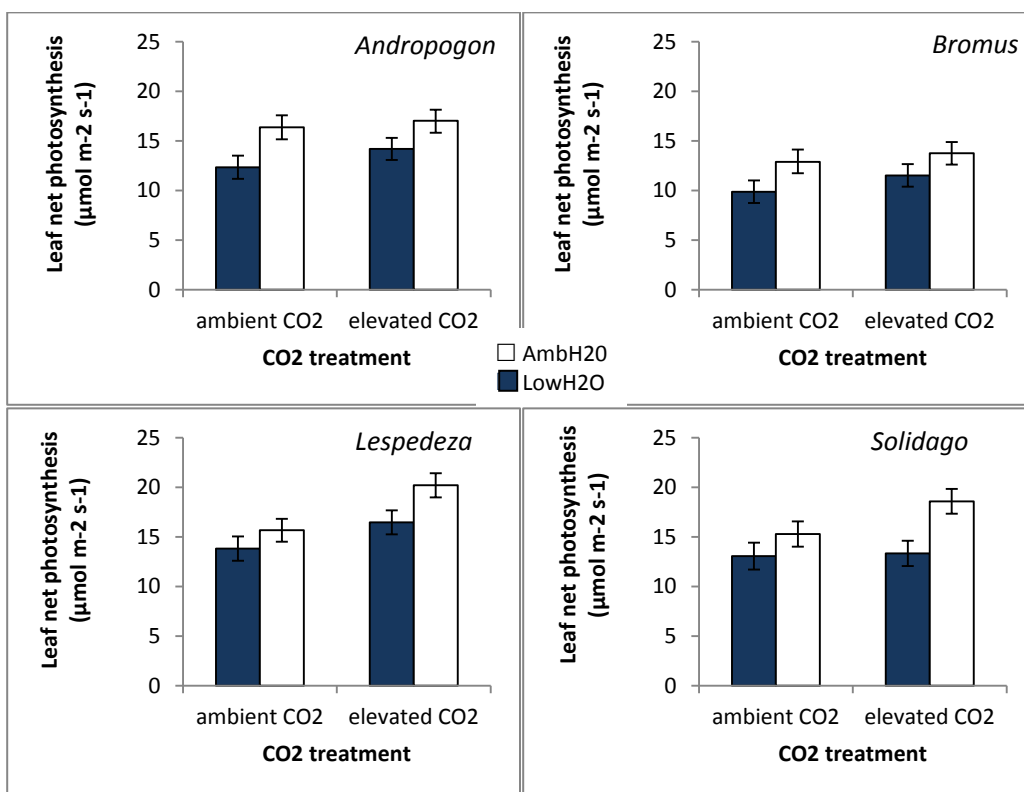 Andropogon
Leaf net photosynthesis
(µmol m-2 s-1)
25
20
15
10
5
0
ambient CO2
elevated CO2
CO2 treatment
Bromus
Leaf net photosynthesis
(µmol m-2 s-1)
25
20
15
10
5
0
ambient CO2
elevated CO2
CO2 treatment
AmbH20
LowH2O
Lespedeza
Leaf net photosynthesis
(µmol m-2 s-1)
25
20
15
10
5
0
ambient CO2
elevated CO2
CO2 treatment
Solidago
Leaf net photosynthesis
(µmol m-2 s-1)
25
20
15
10
5
0
ambient CO2
elevated CO2
CO2 treatment